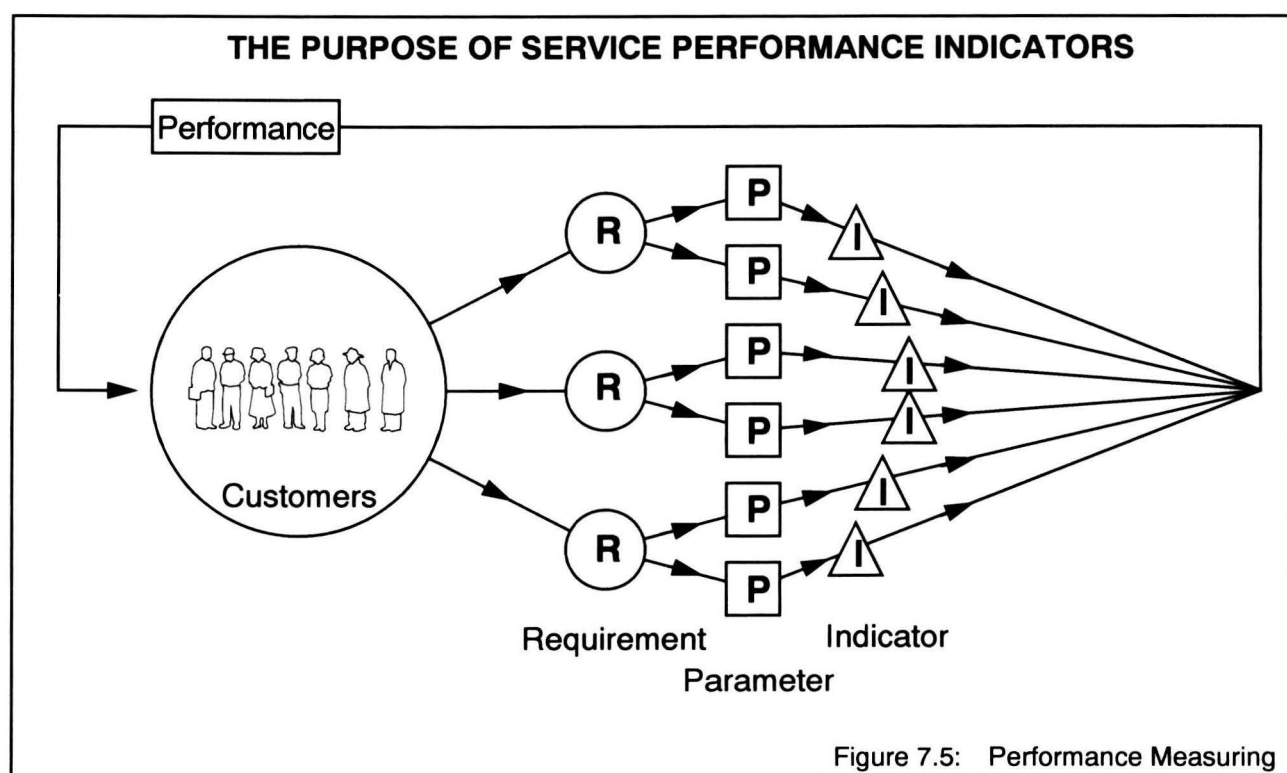 THE PURPOSE OF SERVICE PERFORMANCE INDICATORS
Performance
P
R
I
P
I
P
I
R
P
I
Customers
P
I
R
P
I
Requirement
Indicator
Parameter
Figure 7.5: Performance Measuring